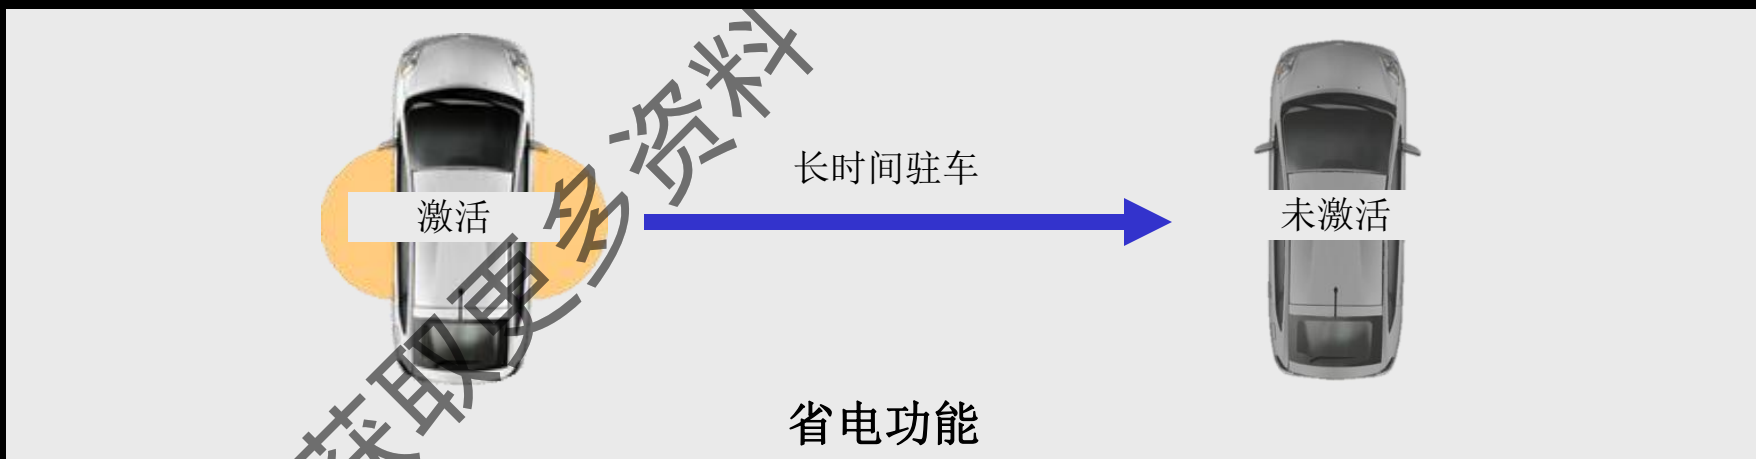 长时间驻车
激活
未激活
省电功能
获取更多资料